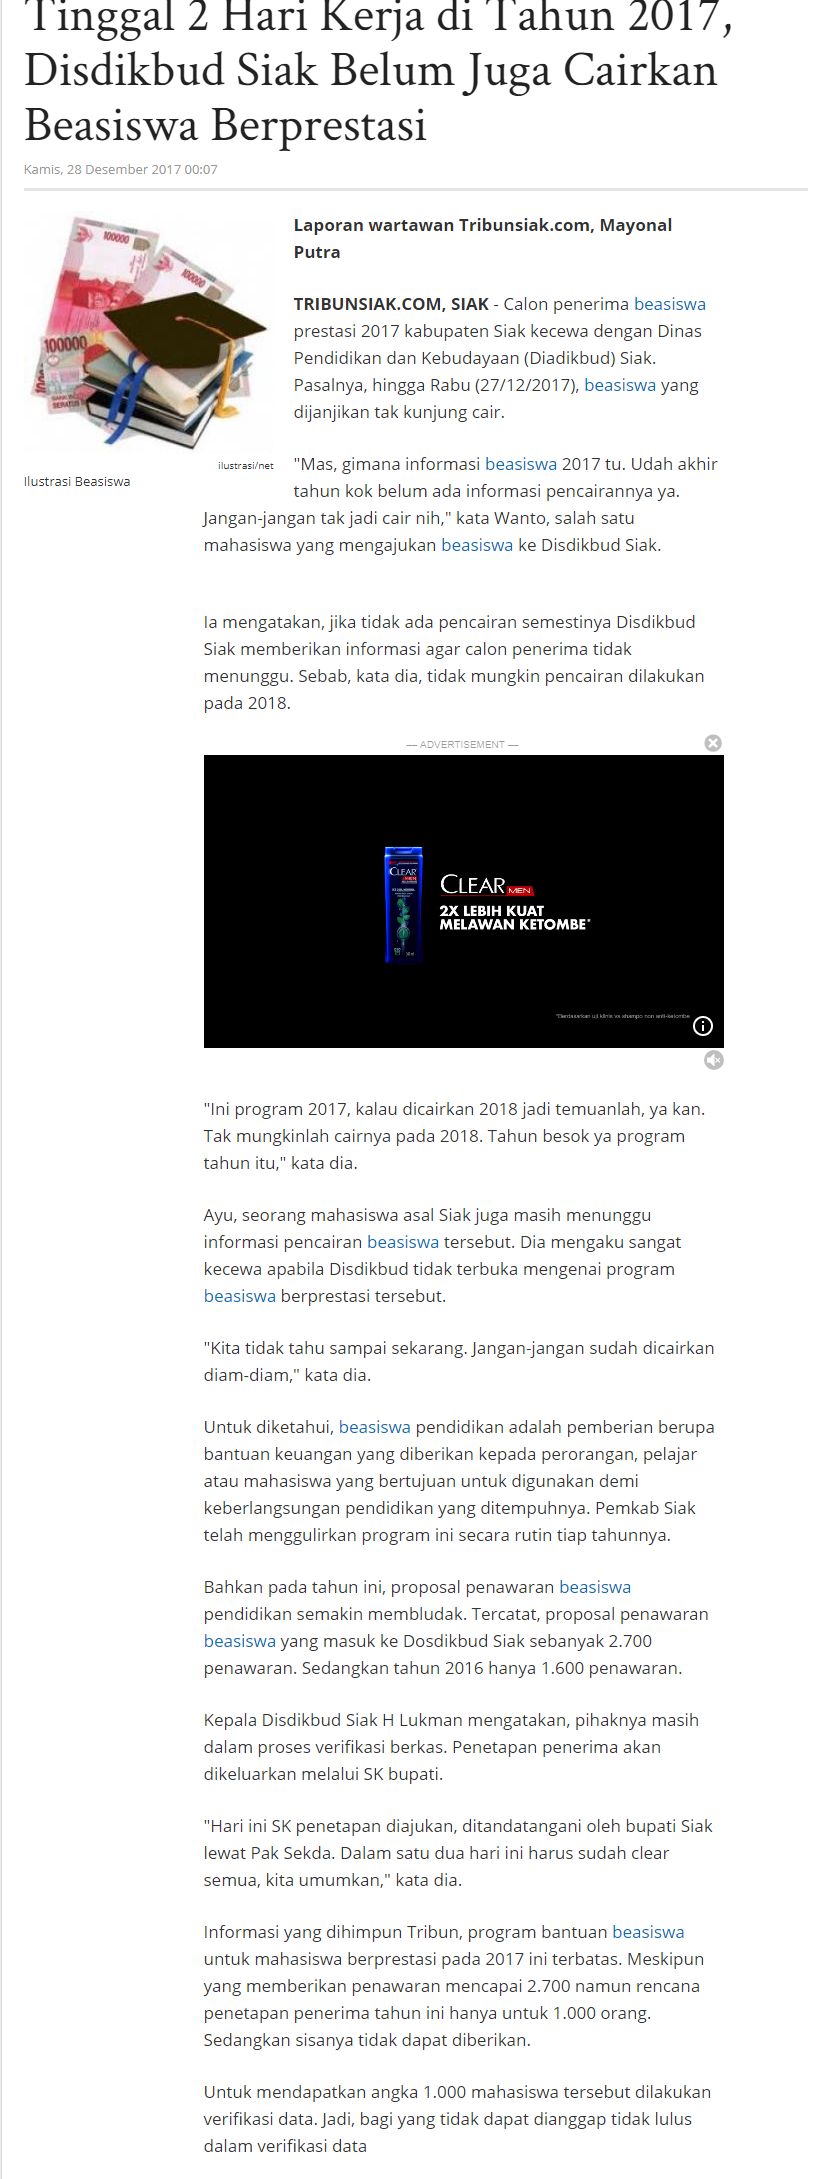 Tinggal 2 Hari Kerja di Tahun 2017,
Disdikbud Siak Belum Juga Cairkan
Beasiswa Berprestasi
Kamis, 28 Desember 2017 00:07
100000
100000
100000
ilustrasi/net
Ilustrasi Beasiswa
Laporan wartawan Tribunsiak.com, Mayonal
Putra
TRIBUNSIAK.COM, SIAK - Calon penerima beasiswa
prestasi 2017 kabupaten Siak kecewa dengan Dinas
Pendidikan dan Kebudayaan (Diadikbud) Siak.
Pasalnya, hingga Rabu (27/12/2017), beasiswa yang
dijanjikan tak kunjung cair.
"Mas, gimana informasi beasiswa 2017 tu. Udah akhir
tahun kok belum ada informasi pencairannya ya.
Jangan-jangan tak jadi cair nih," kata Wanto, salah satu
mahasiswa yang mengajukan beasiswa ke Disdikbud Siak.
Ia mengatakan, jika tidak ada pencairan semestinya Disdikbud
Siak memberikan informasi agar calon penerima tidak
menunggu. Sebab, kata dia, tidak mungkin pencairan dilakukan
pada 2018.
— ADVERTISEMENT —
CLEAR
MEN
CLEAR MEN
2X LEBIH KUAT
MELAWAN KETOMBE*
*Berdasarkan uji klinis vs shampo non anti-ketombe
"Ini program 2017, kalau dicairkan 2018 jadi temuanlah, ya kan.
Tak mungkinlah cairnya pada 2018. Tahun besok ya program
tahun itu," kata dia.
Ayu, seorang mahasiswa asal Siak juga masih menunggu
informasi pencairan beasiswa tersebut. Dia mengaku sangat
kecewa apabila Disdikbud tidak terbuka mengenai program
beasiswa berprestasi tersebut.
"Kita tidak tahu sampai sekarang. Jangan-jangan sudah dicairkan
diam-diam," kata dia.
Untuk diketahui, beasiswa pendidikan adalah pemberian berupa
bantuan keuangan yang diberikan kepada perorangan, pelajar
atau mahasiswa yang bertujuan untuk digunakan demi
keberlangsungan pendidikan yang ditempuhnya. Pemkab Siak
telah menggulirkan program ini secara rutin tiap tahunnya.
Bahkan pada tahun ini, proposal penawaran beasiswa
pendidikan semakin membludak. Tercatat, proposal penawaran
beasiswa yang masuk ke Dosdikbud Siak sebanyak 2.700
penawaran. Sedangkan tahun 2016 hanya 1.600 penawaran.
Kepala Disdikbud Siak H Lukman mengatakan, pihaknya masih
dalam proses verifikasi berkas. Penetapan penerima akan
dikeluarkan melalui SK bupati.
"Hari ini SK penetapan diajukan, ditandatangani oleh bupati Siak
lewat Pak Sekda. Dalam satu dua hari ini harus sudah clear
semua, kita umumkan," kata dia.
Informasi yang dihimpun Tribun, program bantuan beasiswa
untuk mahasiswa berprestasi pada 2017 ini terbatas. Meskipun
yang memberikan penawaran mencapai 2.700 namun rencana
penetapan penerima tahun ini hanya untuk 1.000 orang.
Sedangkan sisanya tidak dapat diberikan.
Untuk mendapatkan angka 1.000 mahasiswa tersebut dilakukan
verifikasi data. Jadi, bagi yang tidak dapat dianggap tidak lulus
dalam verifikasi data